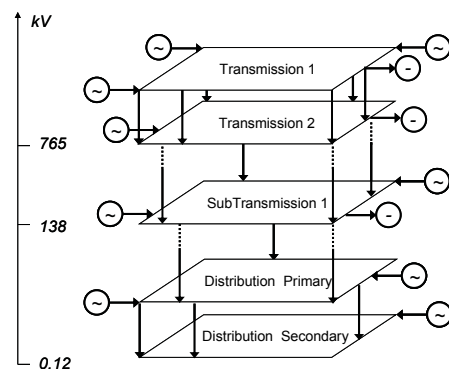 kV
~
~
Transmission 1
~
-
~
Transmission 2
-
765
~
SubTransmission 1
~
-
138
Distribution Primary
~
~
~
Distribution Secondary
0.12